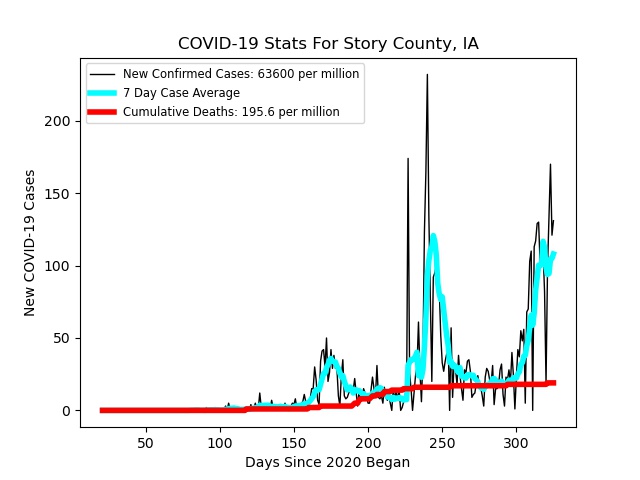 COVID-19 Stats For Story County, IA
New Confirmed Cases: 63600 per million
7 Day Case Average
Cumulative Deaths: 195.6 per million
New COVID-19 Cases
200
150
100
50
0
50 100 150 200 250 300
Days Since 2020 Began